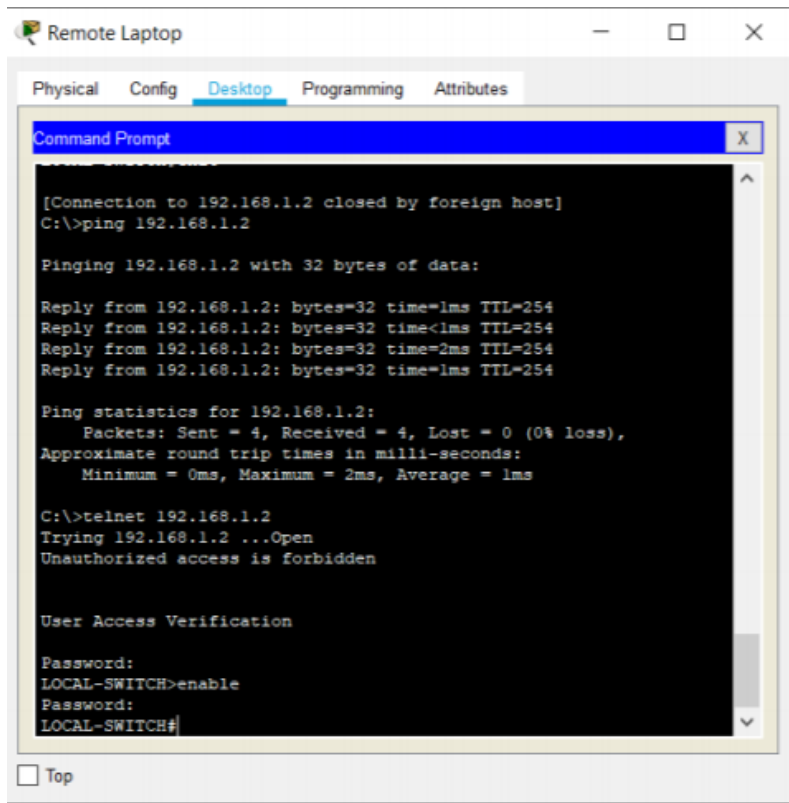 Remote Laptop
Physical Config Desktop Programming Attributes
Command Prompt
X
[Connection to 192.168.1.2 closed by foreign host]
C:\>ping 192.168.1.2
Pinging 192.168.1.2 with 32 bytes of data:
Reply from 192.168.1.2: bytes=32 time=1ms TTL=254
Reply from 192.168.1.2: bytes=32 time<1ms TTL=254
Reply from 192.168.1.2: bytes=32 time=2ms TTL=254
Reply from 192.168.1.2: bytes=32 time=1ms TTL=254
Ping statistics for 192.168.1.2:
Packets: Sent = 4, Received = 4, Lost = 0 (0% loss),
Approximate round trip times in milli-seconds:
Minimum = 0ms, Maximum = 2ms, Average = 1ms
C:\>telnet 192.168.1.2
Trying 192.168.1.2 ...Open
Unauthorized access is forbidden
User Access Verification
Password:
LOCAL-SWITCH>enable
Password:
LOCAL-SWITCH#
Top